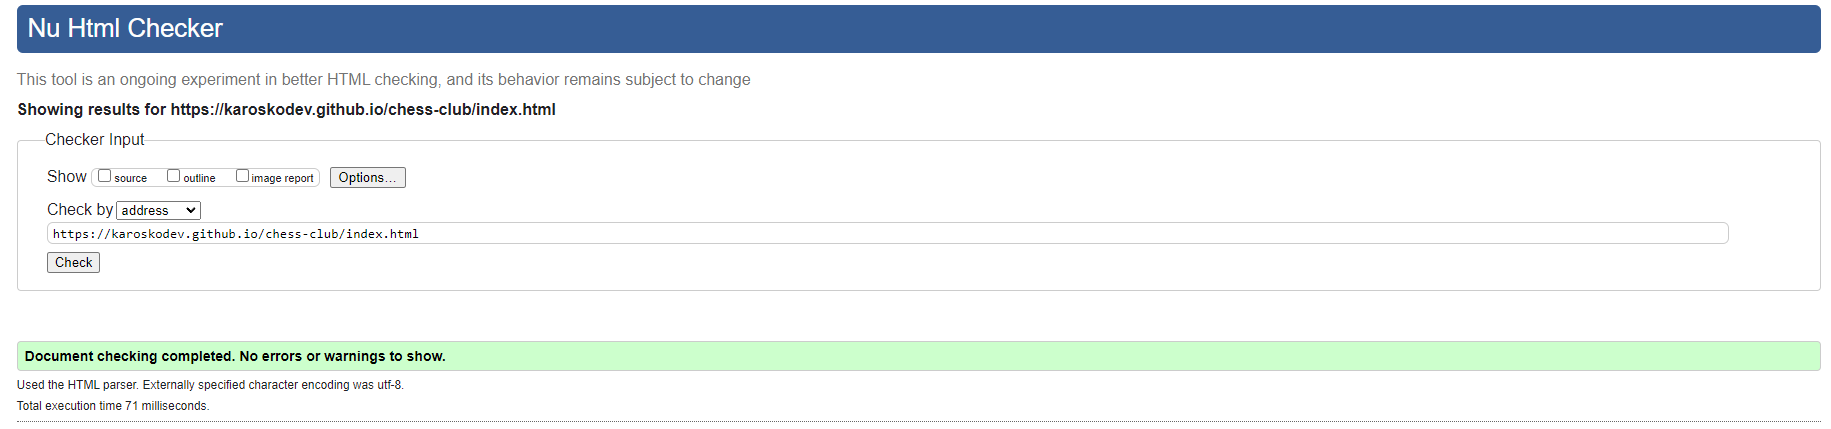 Nu Html Checker
This tool is an ongoing experiment in better HTML checking, and its behavior remains subject to change
Showing results for https://karoskodev.github.io/chess-club/index.html
Checker Input
Show source outline image report Options...
Check by address
https://karoskodev.github.io/chess-club/index.html
Check
Document checking completed. No errors or warnings to show.
Used the HTML parser. Externally specified character encoding was utf-8.
Total execution time 71 milliseconds.